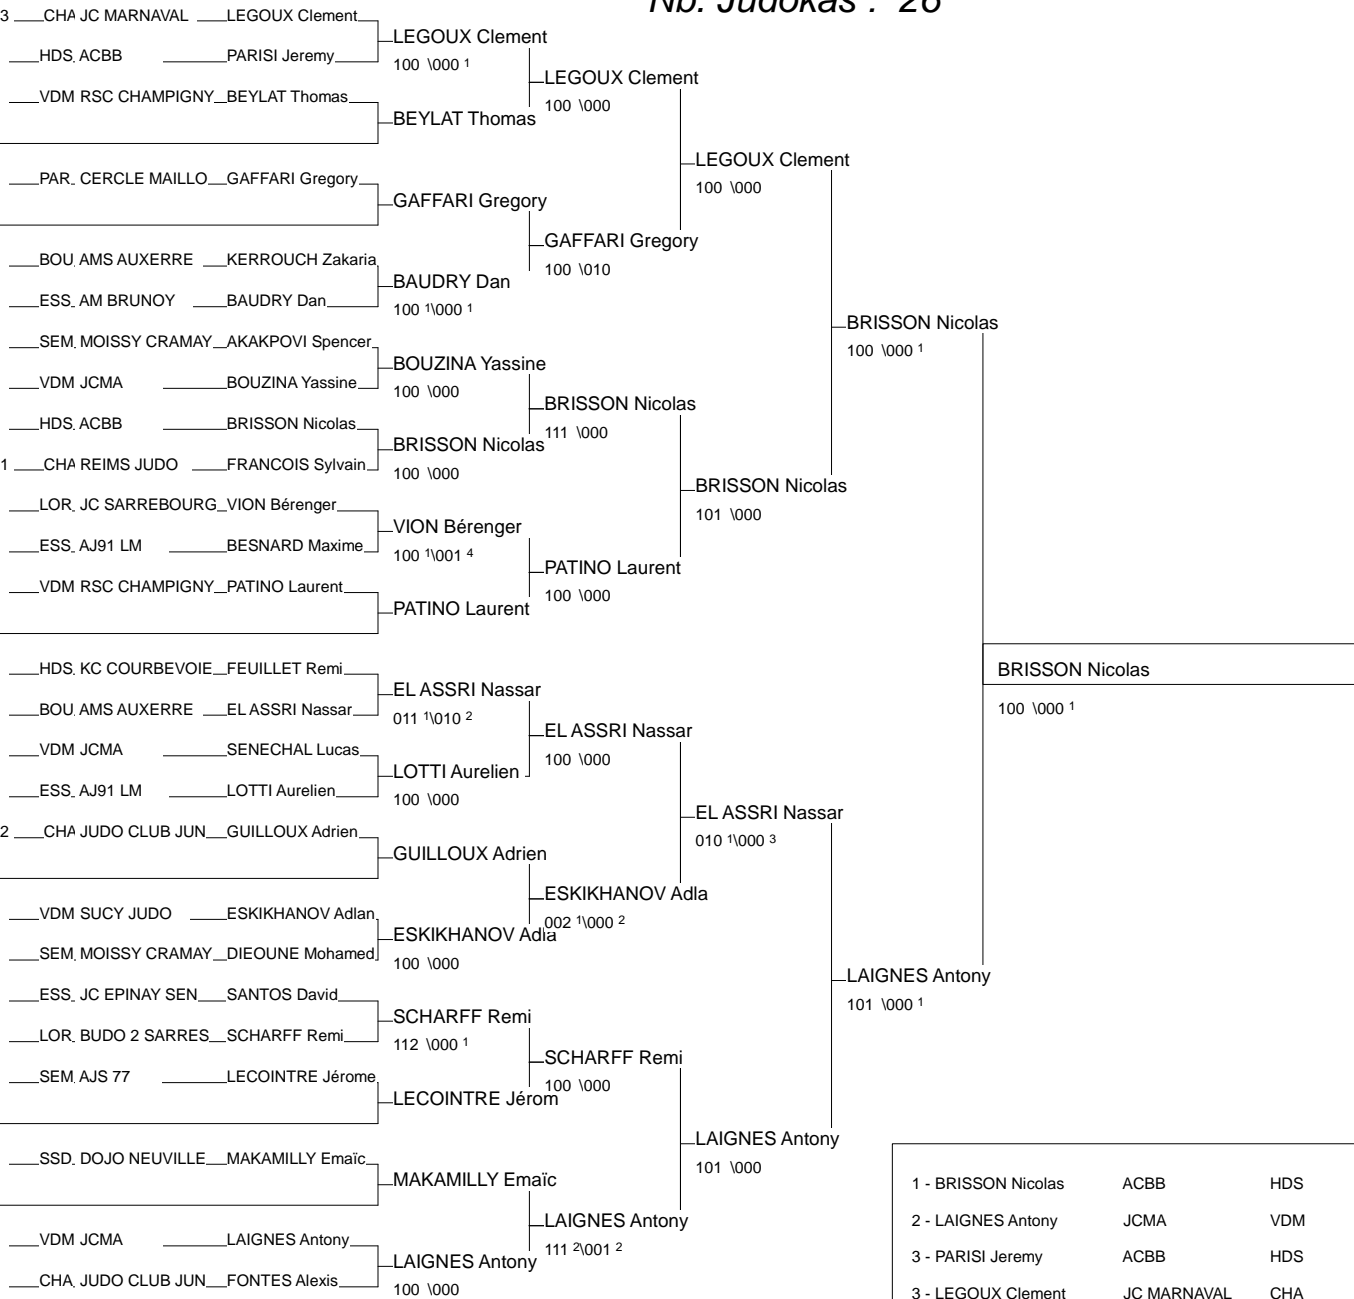 Nb. Judokas : 26
3 CHA JC MARNAVAL LEGOUX Clement
HDS ACBB PARISI Jeremy
VDM RSC CHAMPIGNY BEYLAT Thomas
PAR CERCLE MAILLO GAFFARI Gregory
BOU AMS AUXERRE KERROUCH Zakaria
ESS AM BRUNOY BAUDRY Dan
SEM MOISSY CRAMAY AKAKPOVI Spencer
VDM JCMA BOUZINA Yassine
HDS ACBB BRISSON Nicolas
1 CHA REIMS JUDO FRANCOIS Sylvain
LOR JC SARREBOURG VION Bérenger
ESS AJ91 LM BESNARD Maxime
VDM RSC CHAMPIGNY PATINO Laurent
HDS KC COURBEVOIE FEUILLET Remi
BOU AMS AUXERRE EL ASSRI Nassar
VDM JCMA SENECHAL Lucas
ESS AJ91 LM LOTTI Aurelien
2 CHA JUDO CLUB JUN GUILLOUX Adrien
VDM SUCY JUDO ESKIKHANOV Adlan
SEM MOISSY CRAMAY DIEOUNE Mohamed
ESS JC EPINAY SEN SANTOS David
LOR BUDO 2 SARRES SCHARFF Remi
SEM AJS 77 LECOINTRE Jérome
SSD DOJO NEUVILLE MAKAMILLY Emaïc
VDM JCMA LAIGNES Antony
CHA JUDO CLUB JUN FONTES Alexis
LEGOUX Clement
100 \000 1
BEYLAT Thomas
GAFFARI Gregory
BAUDRY Dan
100 1\000 1
BOUZINA Yassine
100 \000
BRISSON Nicolas
100 \000
VION Bérenger
100 1\001 4
PATINO Laurent
EL ASSRI Nassar
011 1\010 2
LOTTI Aurelien
100 \000
GUILLOUX Adrien
ESKIKHANOV Adla
100 \000
SCHARFF Remi
112 \000 1
LECOINTRE Jérom
MAKAMILLY Emaïc
LAIGNES Antony
100 \000
LEGOUX Clement
100 \000
GAFFARI Gregory
100 \010
BRISSON Nicolas
111 \000
PATINO Laurent
100 \000
EL ASSRI Nassar
100 \000
ESKIKHANOV Adla
002 1\000 2
SCHARFF Remi
100 \000
LAIGNES Antony
111 2\001 2
LEGOUX Clement
100 \000
BRISSON Nicolas
101 \000
EL ASSRI Nassar
010 1\000 3
LAIGNES Antony
101 \000
BRISSON Nicolas
100 \000 1
LAIGNES Antony
101 \000 1
BRISSON Nicolas
100 \000 1
1 - BRISSON Nicolas ACBB HDS
2 - LAIGNES Antony JCMA VDM
3 - PARISI Jeremy ACBB HDS
3 - LEGOUX Clement JC MARNAVAL CHA